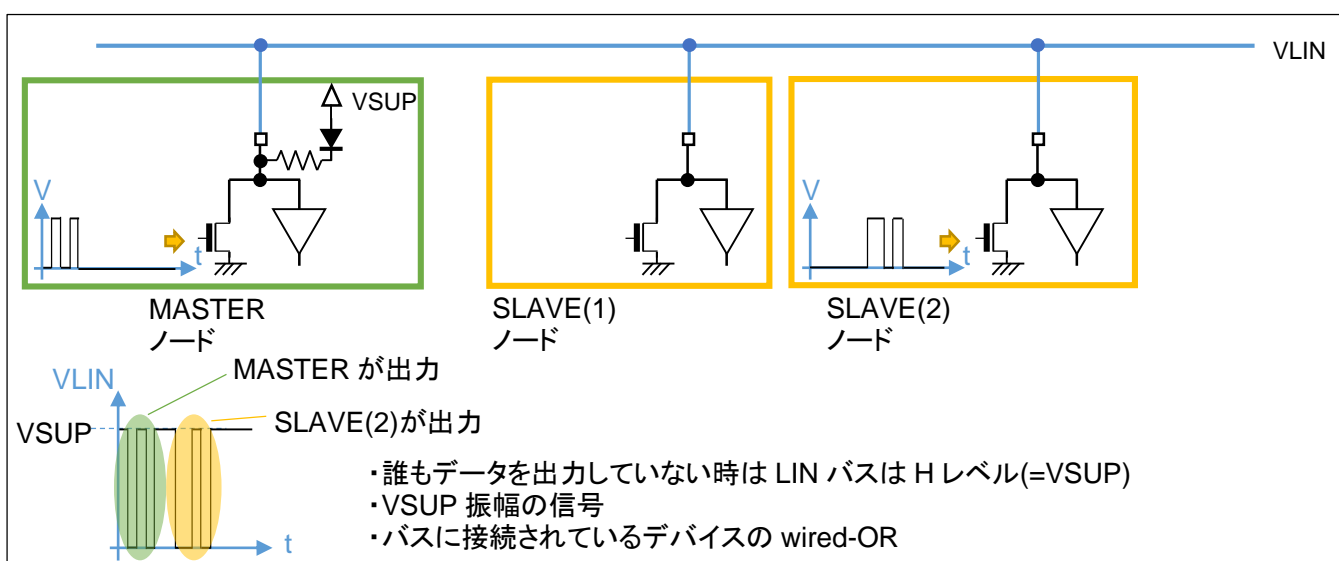 VLIN
VSUP
V
t
V
t
MASTER
ノード
SLAVE(1)
ノード
SLAVE(2)
ノード
MASTER が出力
VLIN
SLAVE(2)が出力
VSUP
t
・誰もデータを出力していない時は LIN バスは H レベル(=VSUP)
・VSUP 振幅の信号
・バスに接続されているデバイスの wired-OR